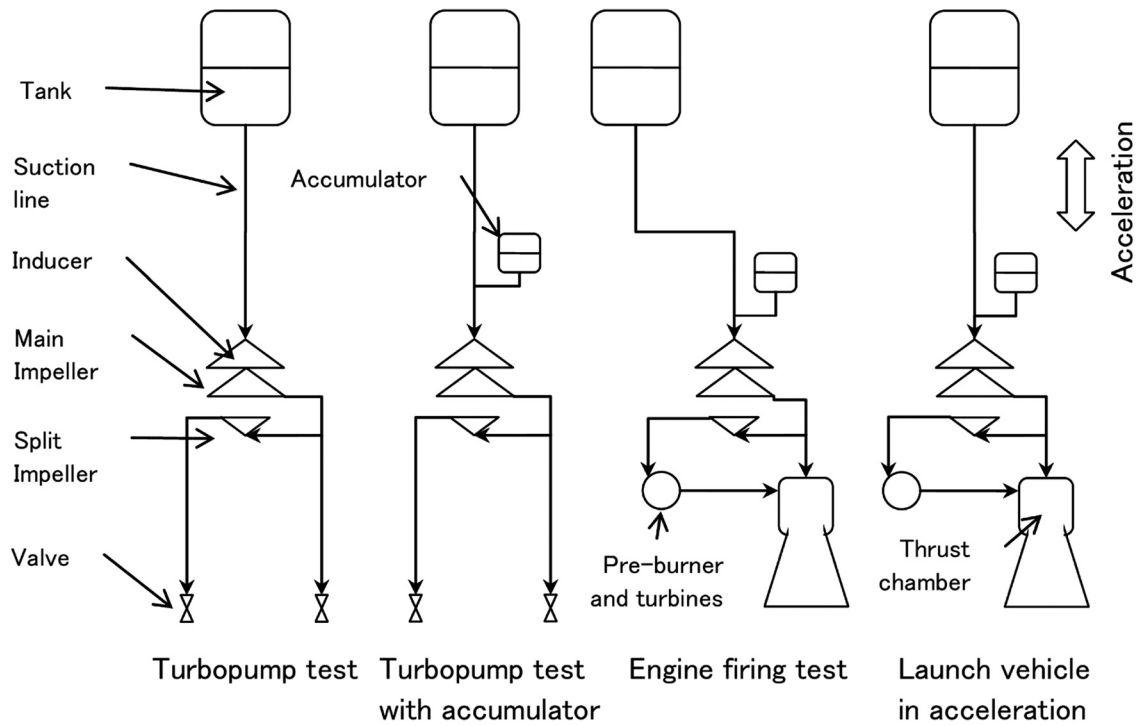 Tank
Suction
line
Accumulator
Acceleration
Inducer
Main
Impeller
Split
Impeller
Valve
Pre-burner
and turbines
Thrust
chamber
Turbopump test
Turbopump test
with accumulator
Engine firing test
Launch vehicle
in acceleration